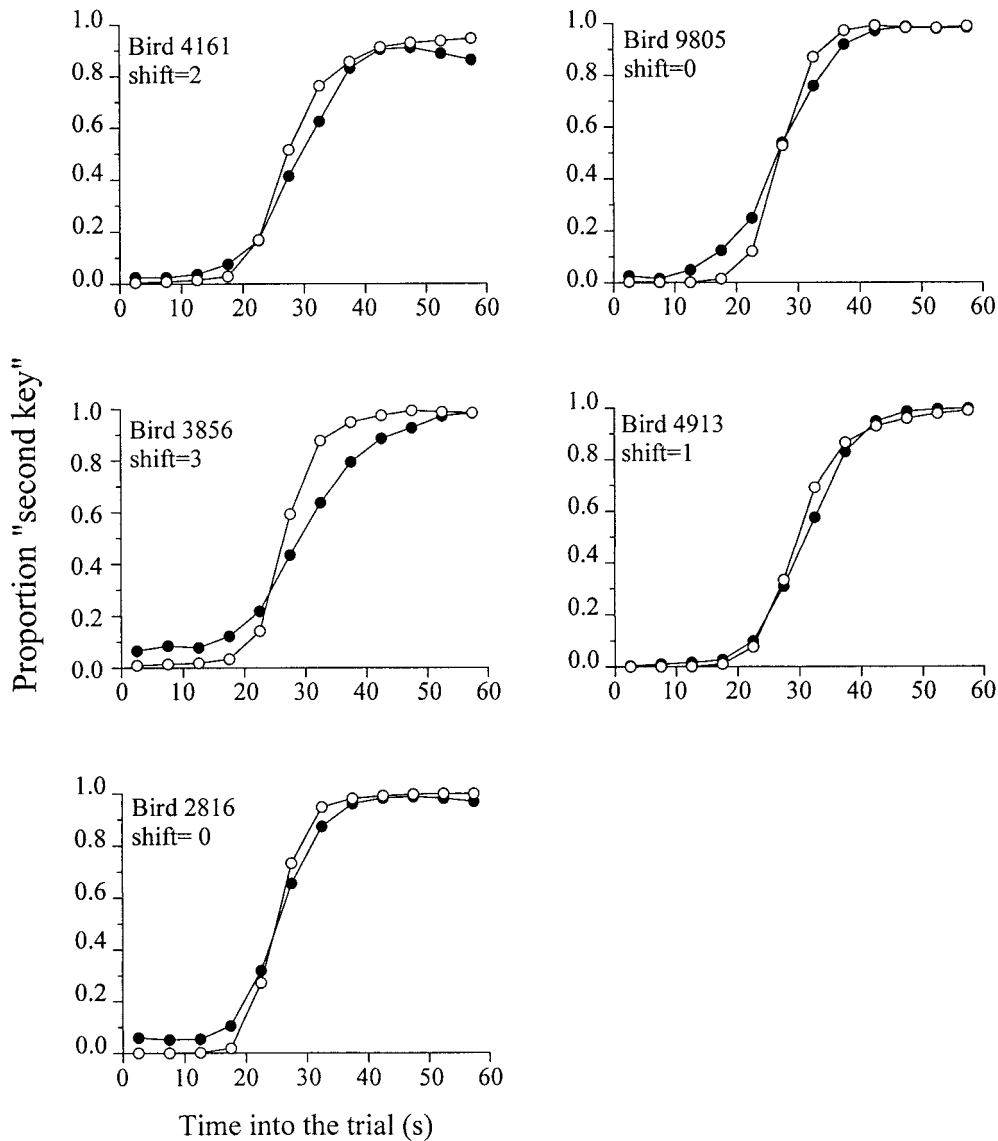 Proportion "second key"
Bird 4161
shift=2
1.0
0.8
0.6
0.4
0.2
0.0
0 10 20 30 40 50 60
Bird 9805
shift=0
1.0
0.8
0.6
0.4
0.2
0.0
0 10 20 30 40 50 60
Bird 3856
shift=3
1.0
0.8
0.6
0.4
0.2
0.0
0 10 20 30 40 50 60
Bird 4913
shift=1
1.0
0.8
0.6
0.4
0.2
0.0
0 10 20 30 40 50 60
Bird 2816
shift= 0
1.0
0.8
0.6
0.4
0.2
0.0
0 10 20 30 40 50 60
Time into the trial (s)